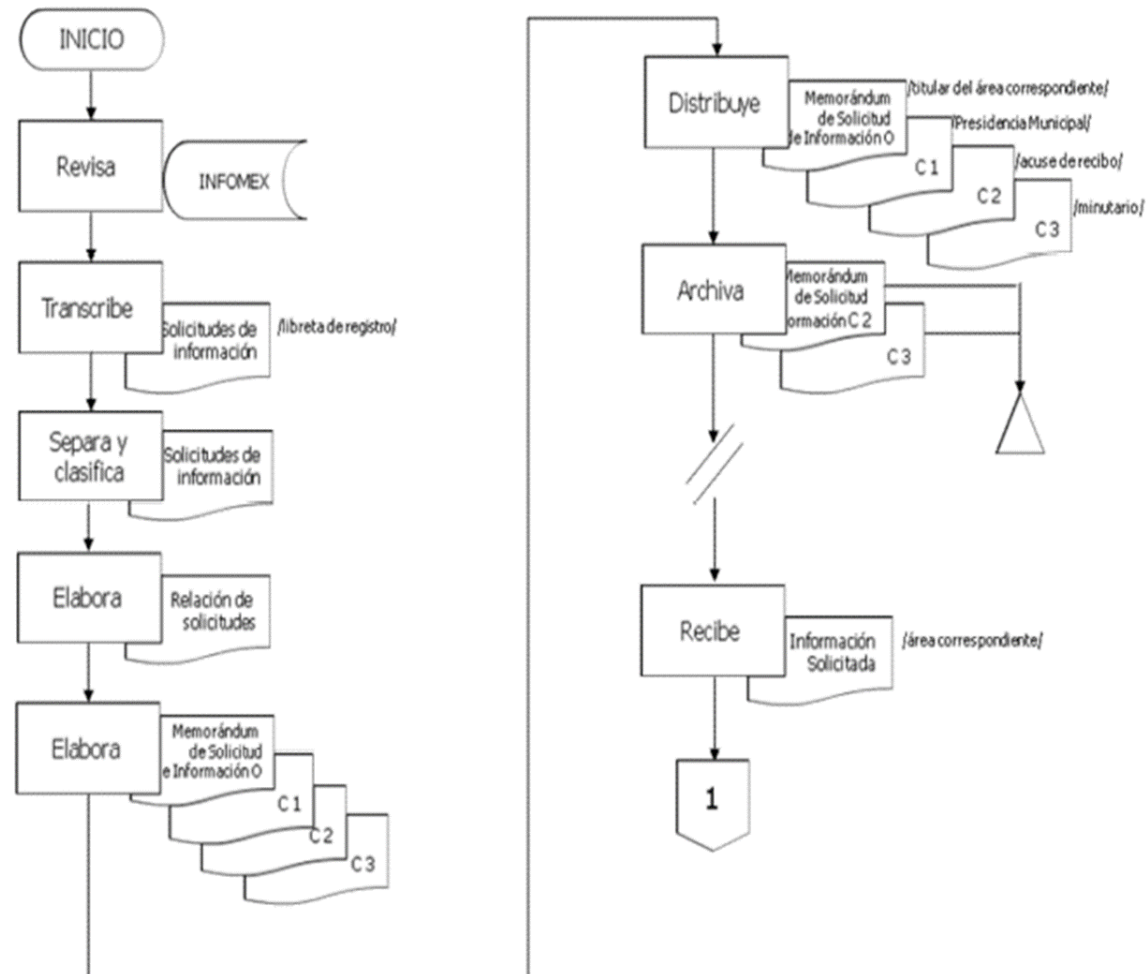 INICIO
Revisa
INFOMEX
Transcribe
Solicitudes de
información
/libreta de registro/
Separa y
clasifica
Solicitudes de
información
Elabora
Relación de
solicitudes
Elabora
Memorándum
de Solicitud
e Información O
C 1
C 2
C 3
Distribuye
Memorándum
de Solicitud
de Información O
/titular del área correspondiente/
C 1
/Presidencia Municipal/
C 2
/acuse de recibo/
C 3
/minutario/
Archiva
Memorándum
de Solicitud
ormación C 2
C 3
Recibe
Información
Solicitada
/área correspondiente/
1